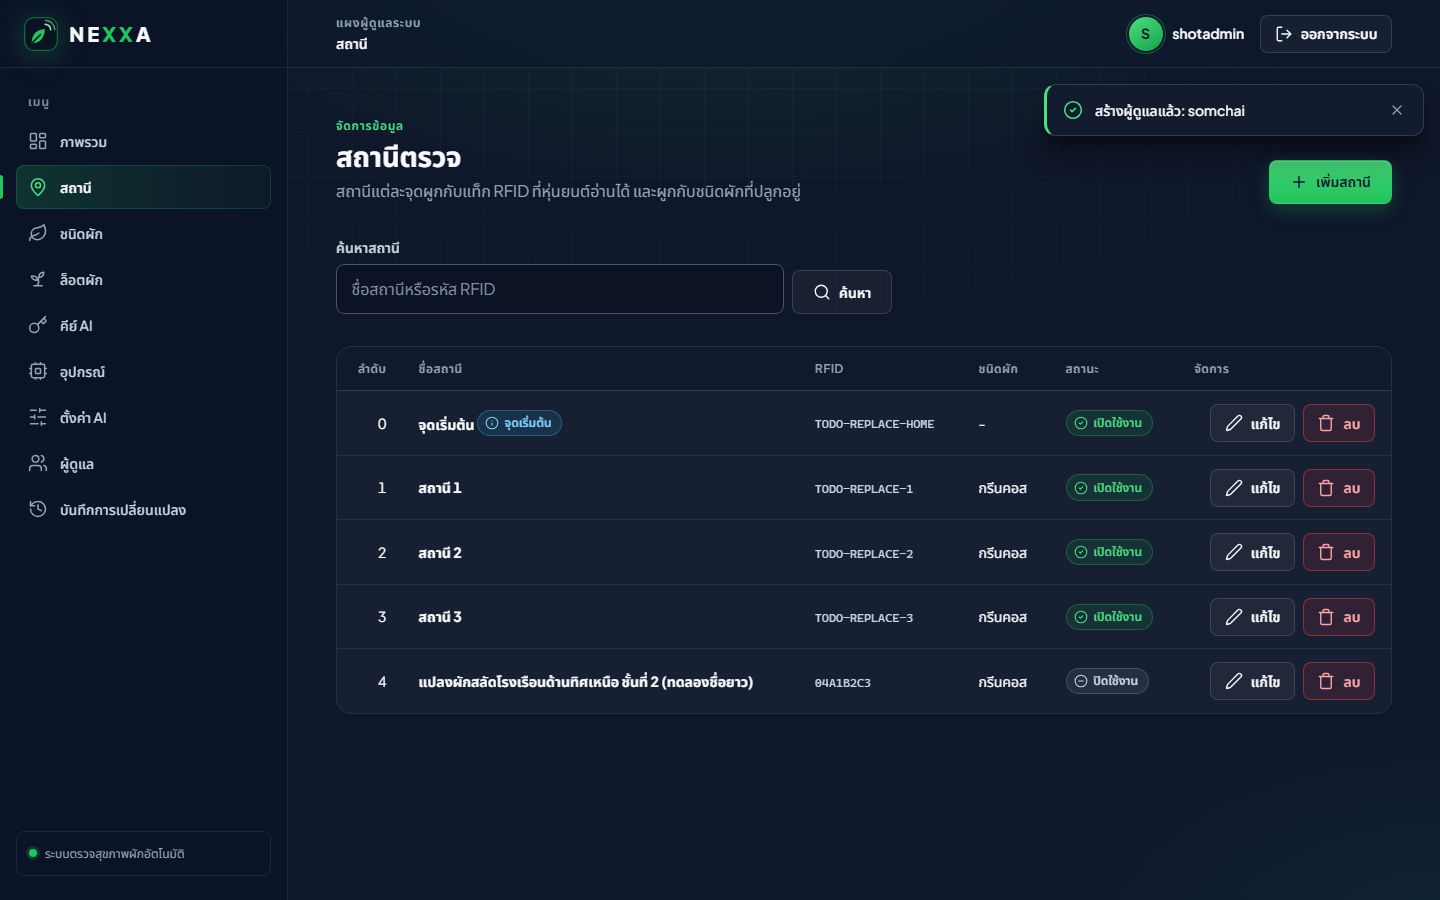 NEXXA
แผงผู้ดูแลระบบ
สถานี
S shotadmin ออกจากระบบ
สร้างผู้ดูแลแล้ว: somchai
เมนู
ภาพรวม
สถานี
ชนิดผัก
ล็อตผัก
คีย์ AI
อุปกรณ์
ตั้งค่า AI
ผู้ดูแล
บันทึกการเปลี่ยนแปลง
ระบบตรวจสุขภาพผักอัตโนมัติ
จัดการข้อมูล
สถานีตรวจ
สถานีแต่ละจุดผูกกับแท็ก RFID ที่หุ่นยนต์อ่านได้ และผูกกับชนิดผักที่ปลูกอยู่
เพิ่มสถานี
ค้นหาสถานี
ชื่อสถานีหรือรหัส RFID ค้นหา
ลำดับ ชื่อสถานี RFID ชนิดผัก สถานะ จัดการ
0 จุดเริ่มต้น จุดเริ่มต้น TODO-REPLACE-HOME - เปิดใช้งาน แก้ไข ลบ
1 สถานี 1 TODO-REPLACE-1 กรีนคอส เปิดใช้งาน แก้ไข ลบ
2 สถานี 2 TODO-REPLACE-2 กรีนคอส เปิดใช้งาน แก้ไข ลบ
3 สถานี 3 TODO-REPLACE-3 กรีนคอส เปิดใช้งาน แก้ไข ลบ
4 แปลงผักสลัดโรงเรือนด้านทิศเหนือ ชั้นที่ 2 (ทดลองชื่อยาว) 04A1B2C3 กรีนคอส ปิดใช้งาน แก้ไข ลบ